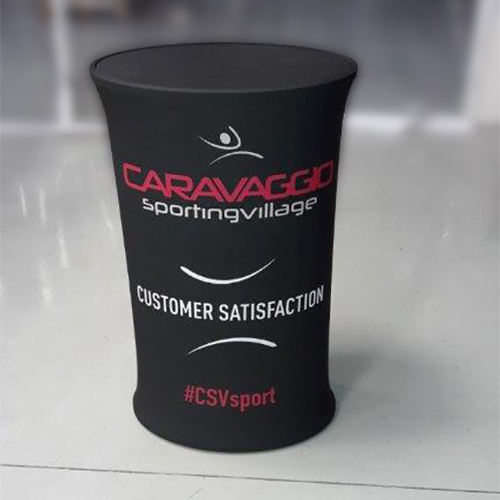 CARAVAGGIO
sportingvillage
CUSTOMER SATISFACTION
#CSVsport